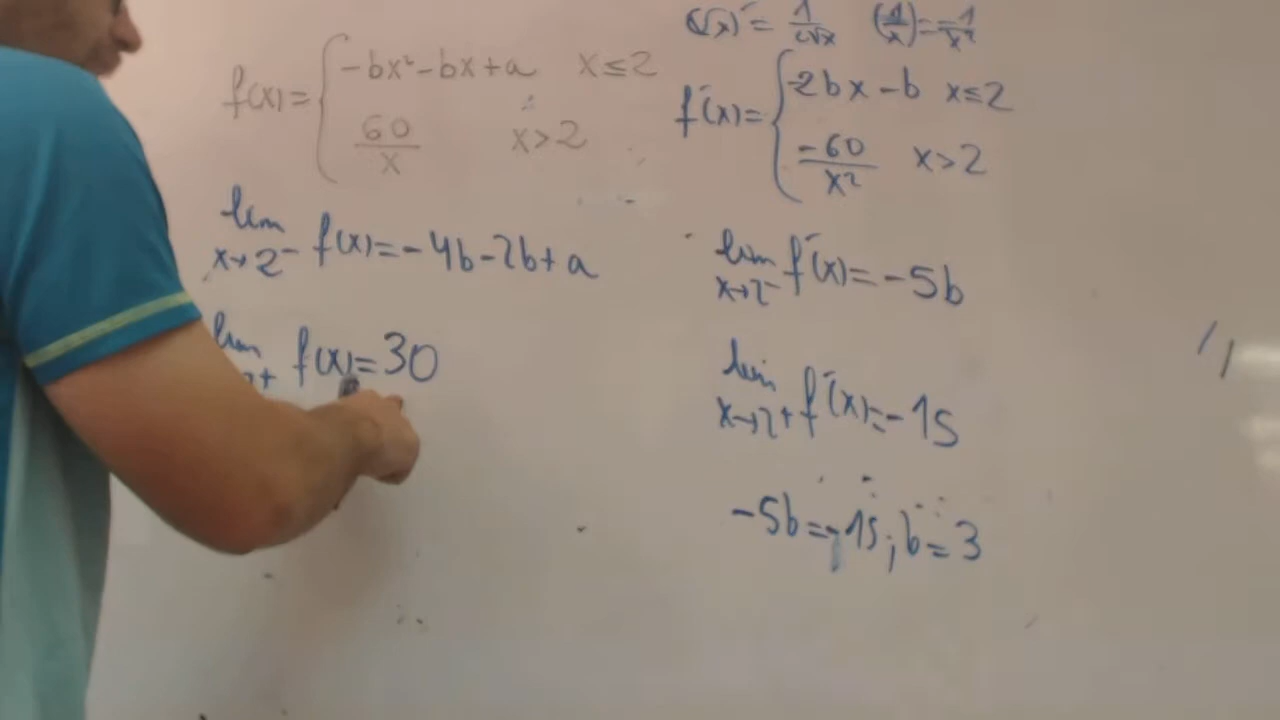 (√x)´ = 1/2√x (1/x)´ = -1/x²
f(x) = { -bx² - bx + a x ≤ 2
60/x x > 2
f´(x) = { -2bx - b x ≤ 2
-60/x² x > 2
lim x→2⁻ f(x) = -4b - 2b + a
lim 2+ f(x) = 30
lim x→2⁻ f´(x) = -5b
lim x→2+ f´(x) = -15
-5b = -15; b = 3